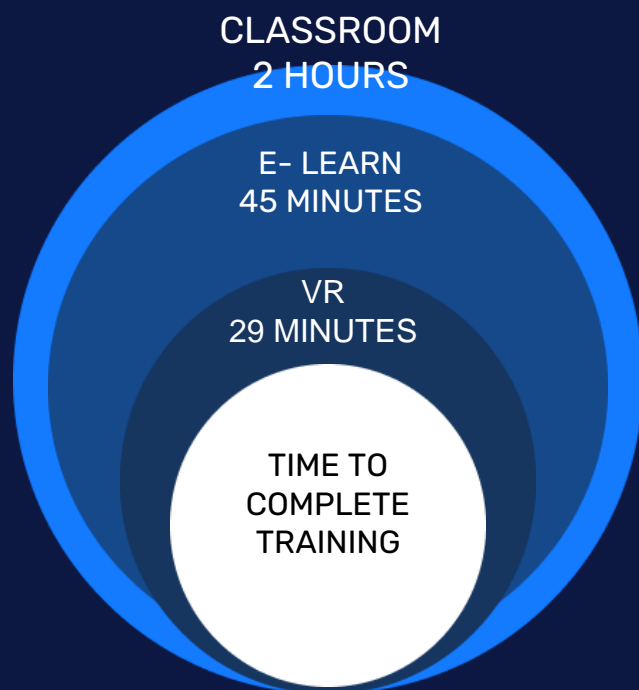 CLASSROOM
2 HOURS
E- LEARN
45 MINUTES
VR
29 MINUTES
TIME TO
COMPLETE
TRAINING